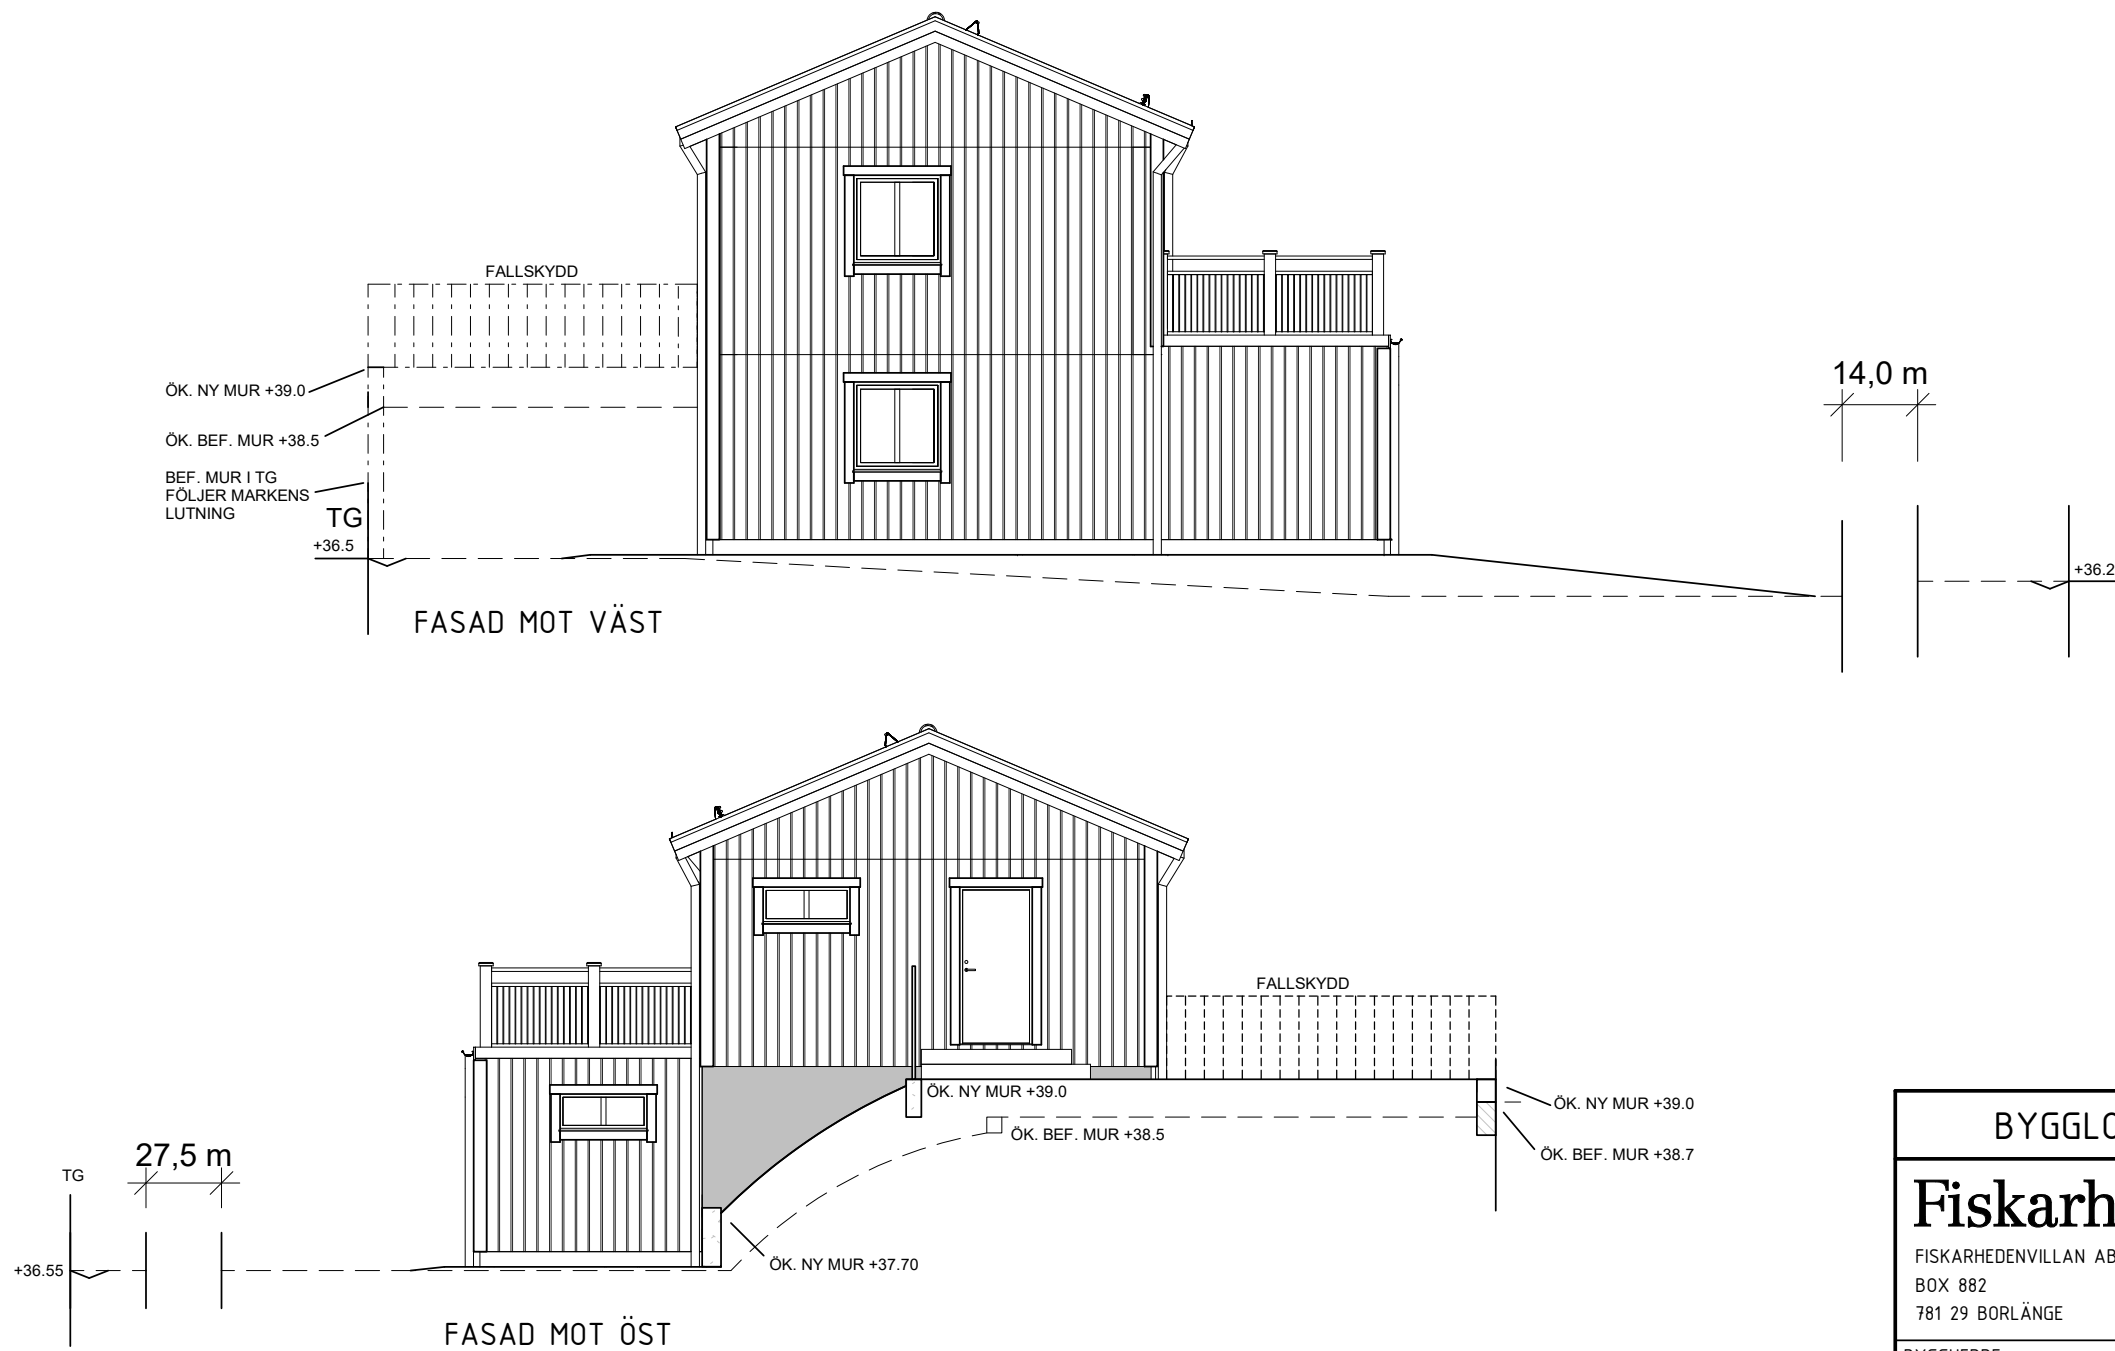 FALLSKYDD
ÖK. NY MUR +39.0
ÖK. BEF. MUR +38.5
BEF. MUR I TG
FÖLJER MARKENS
LUTNING
TG
+36.5
14,0 m
+36.2
FASAD MOT VÄST
FALLSKYDD
ÖK. NY MUR +39.0
ÖK. BEF. MUR +38.5
ÖK. NY MUR +39.0
ÖK. BEF. MUR +38.7
ÖK. NY MUR +37.70
TG
27,5 m
+36.55
FASAD MOT ÖST
BYGGLO
Fiskarh
FISKARHEDENVILLAN AB
BOX 882
781 29 BORLÄNGE